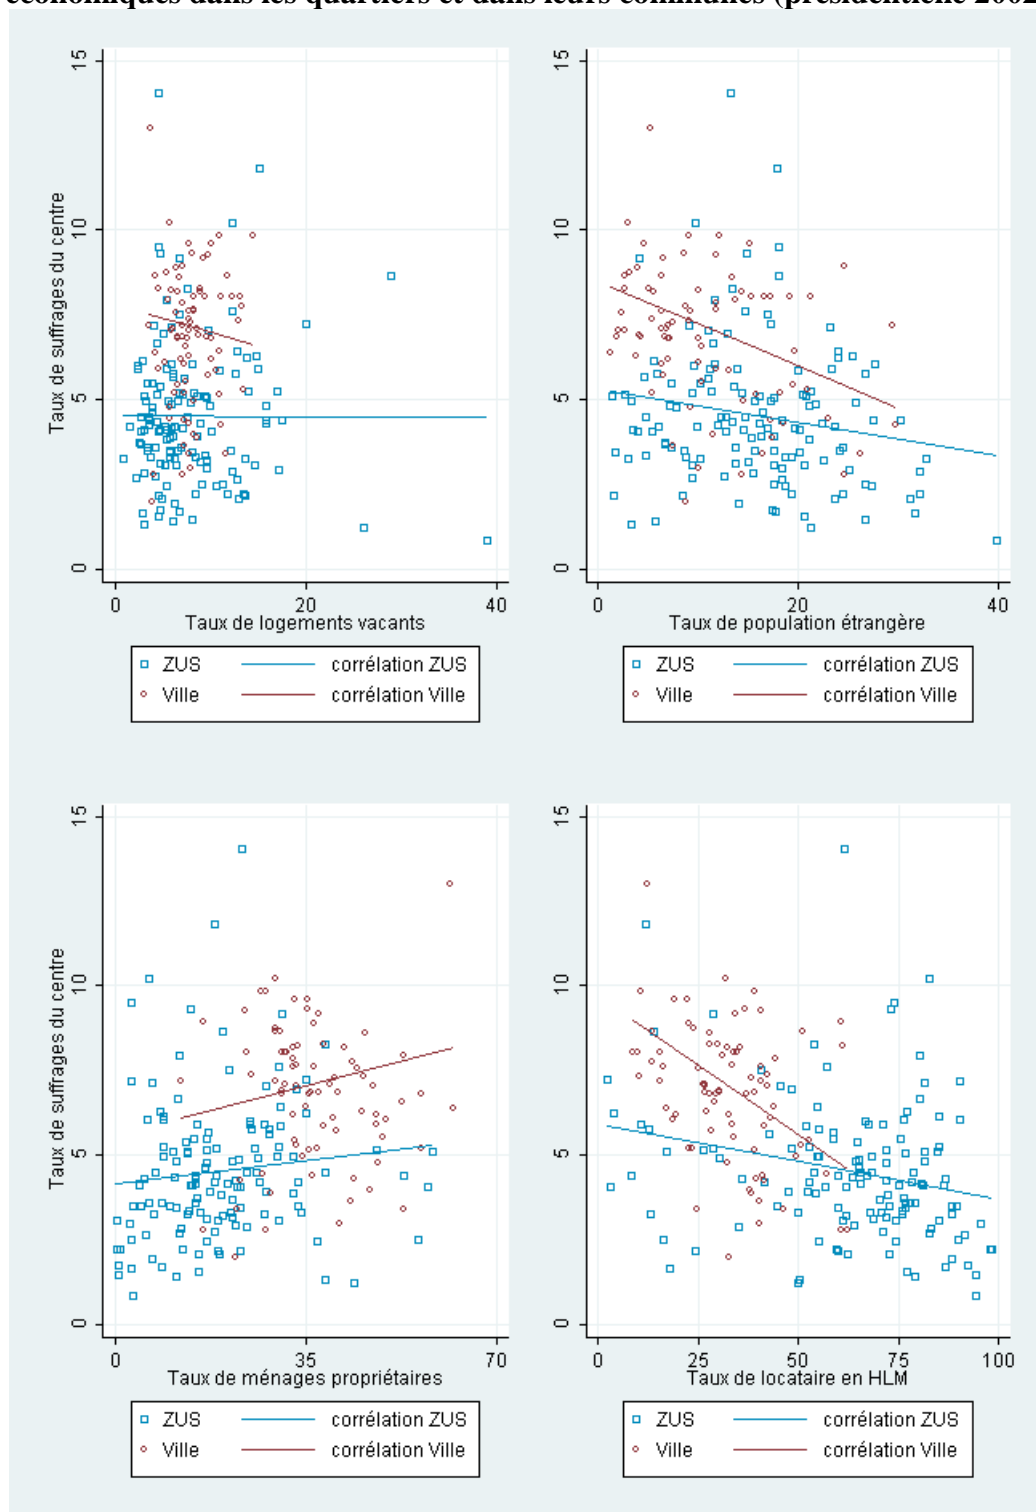 économiques dans les quartiers et dans leurs communes (présidentielle 2002
15
10
5
0
Taux de suffrages du centre
0 20 40
Taux de logements vacants
ZUS corrélation ZUS
Ville corrélation Ville
15
10
5
0
0 20 40
Taux de population étrangère
ZUS corrélation ZUS
Ville corrélation Ville
15
10
5
0
Taux de suffrages du centre
0 35 70
Taux de ménages propriétaires
ZUS corrélation ZUS
Ville corrélation Ville
15
10
5
0
0 25 50 75 100
Taux de locataire en HLM
ZUS corrélation ZUS
Ville corrélation Ville